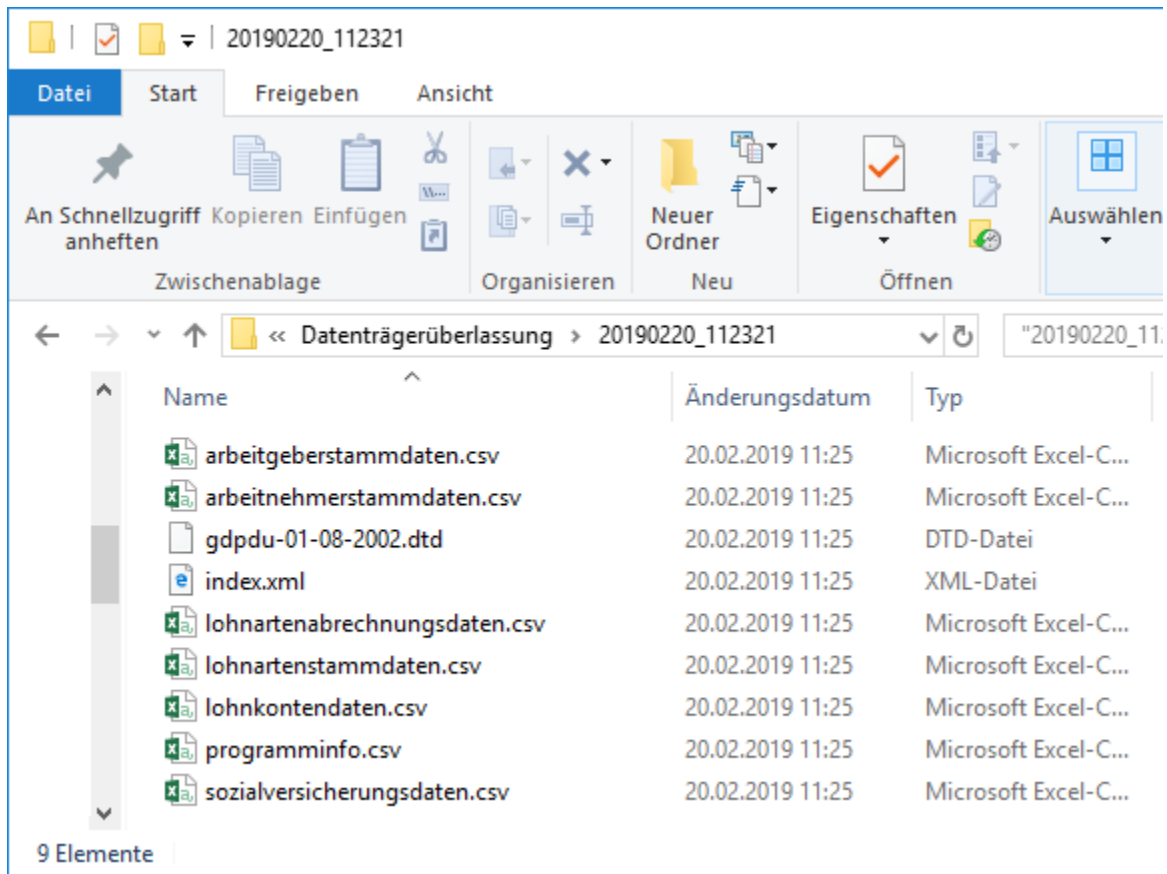 20190220_112321
Datei Start Freigeben Ansicht
An Schnellzugriff anheften
Kopieren Einfügen
Neuer Ordner
Eigenschaften
Auswählen
Zwischenablage Organisieren Neu Öffnen
« Datenträgerüberlassung > 20190220_112321 "20190220_11
Name Änderungsdatum Typ
arbeitgeberstammdaten.csv 20.02.2019 11:25 Microsoft Excel-C...
arbeitnehmerstammdaten.csv 20.02.2019 11:25 Microsoft Excel-C...
gdpdu-01-08-2002.dtd 20.02.2019 11:25 DTD-Datei
index.xml 20.02.2019 11:25 XML-Datei
lohnartenabrechnungsdaten.csv 20.02.2019 11:25 Microsoft Excel-C...
lohnartenstammdaten.csv 20.02.2019 11:25 Microsoft Excel-C...
lohnkontendaten.csv 20.02.2019 11:25 Microsoft Excel-C...
programminfo.csv 20.02.2019 11:25 Microsoft Excel-C...
sozialversicherungsdaten.csv 20.02.2019 11:25 Microsoft Excel-C...
9 Elemente